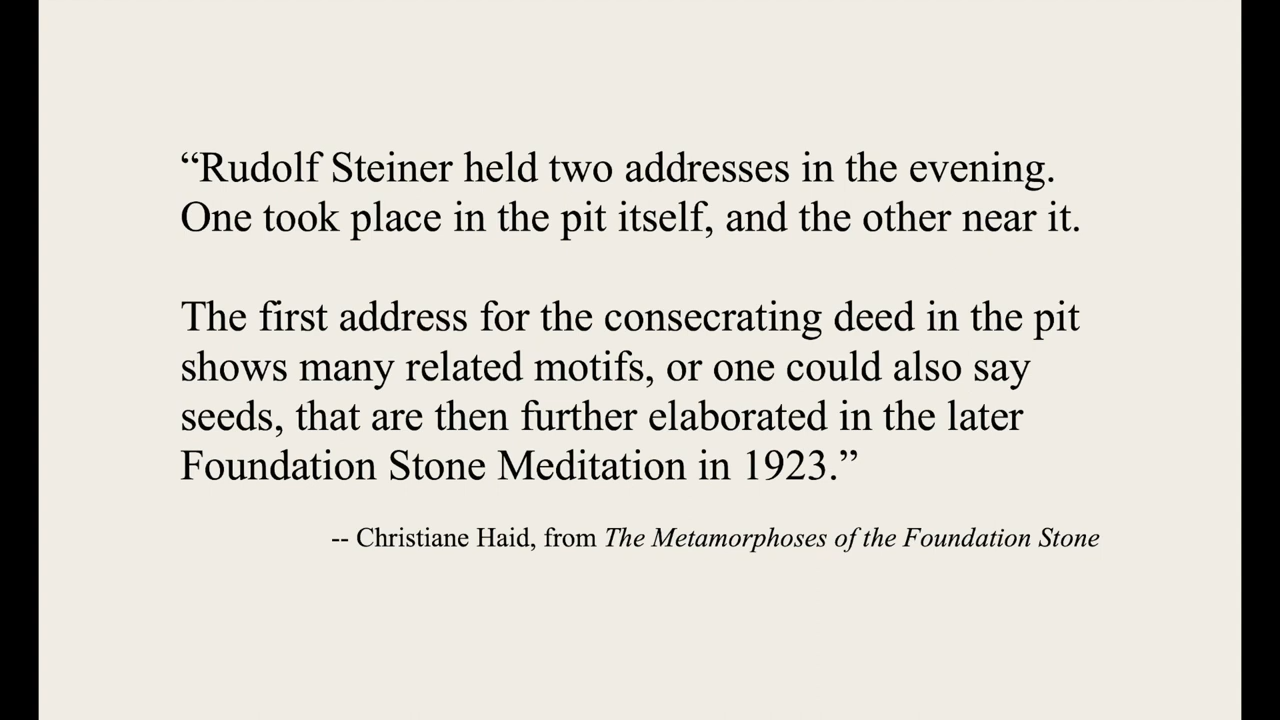 “Rudolf Steiner held two addresses in the evening.
One took place in the pit itself, and the other near it.
The first address for the consecrating deed in the pit
shows many related motifs, or one could also say
seeds, that are then further elaborated in the later
Foundation Stone Meditation in 1923.”
-- Christiane Haid, from The Metamorphoses of the Foundation Stone